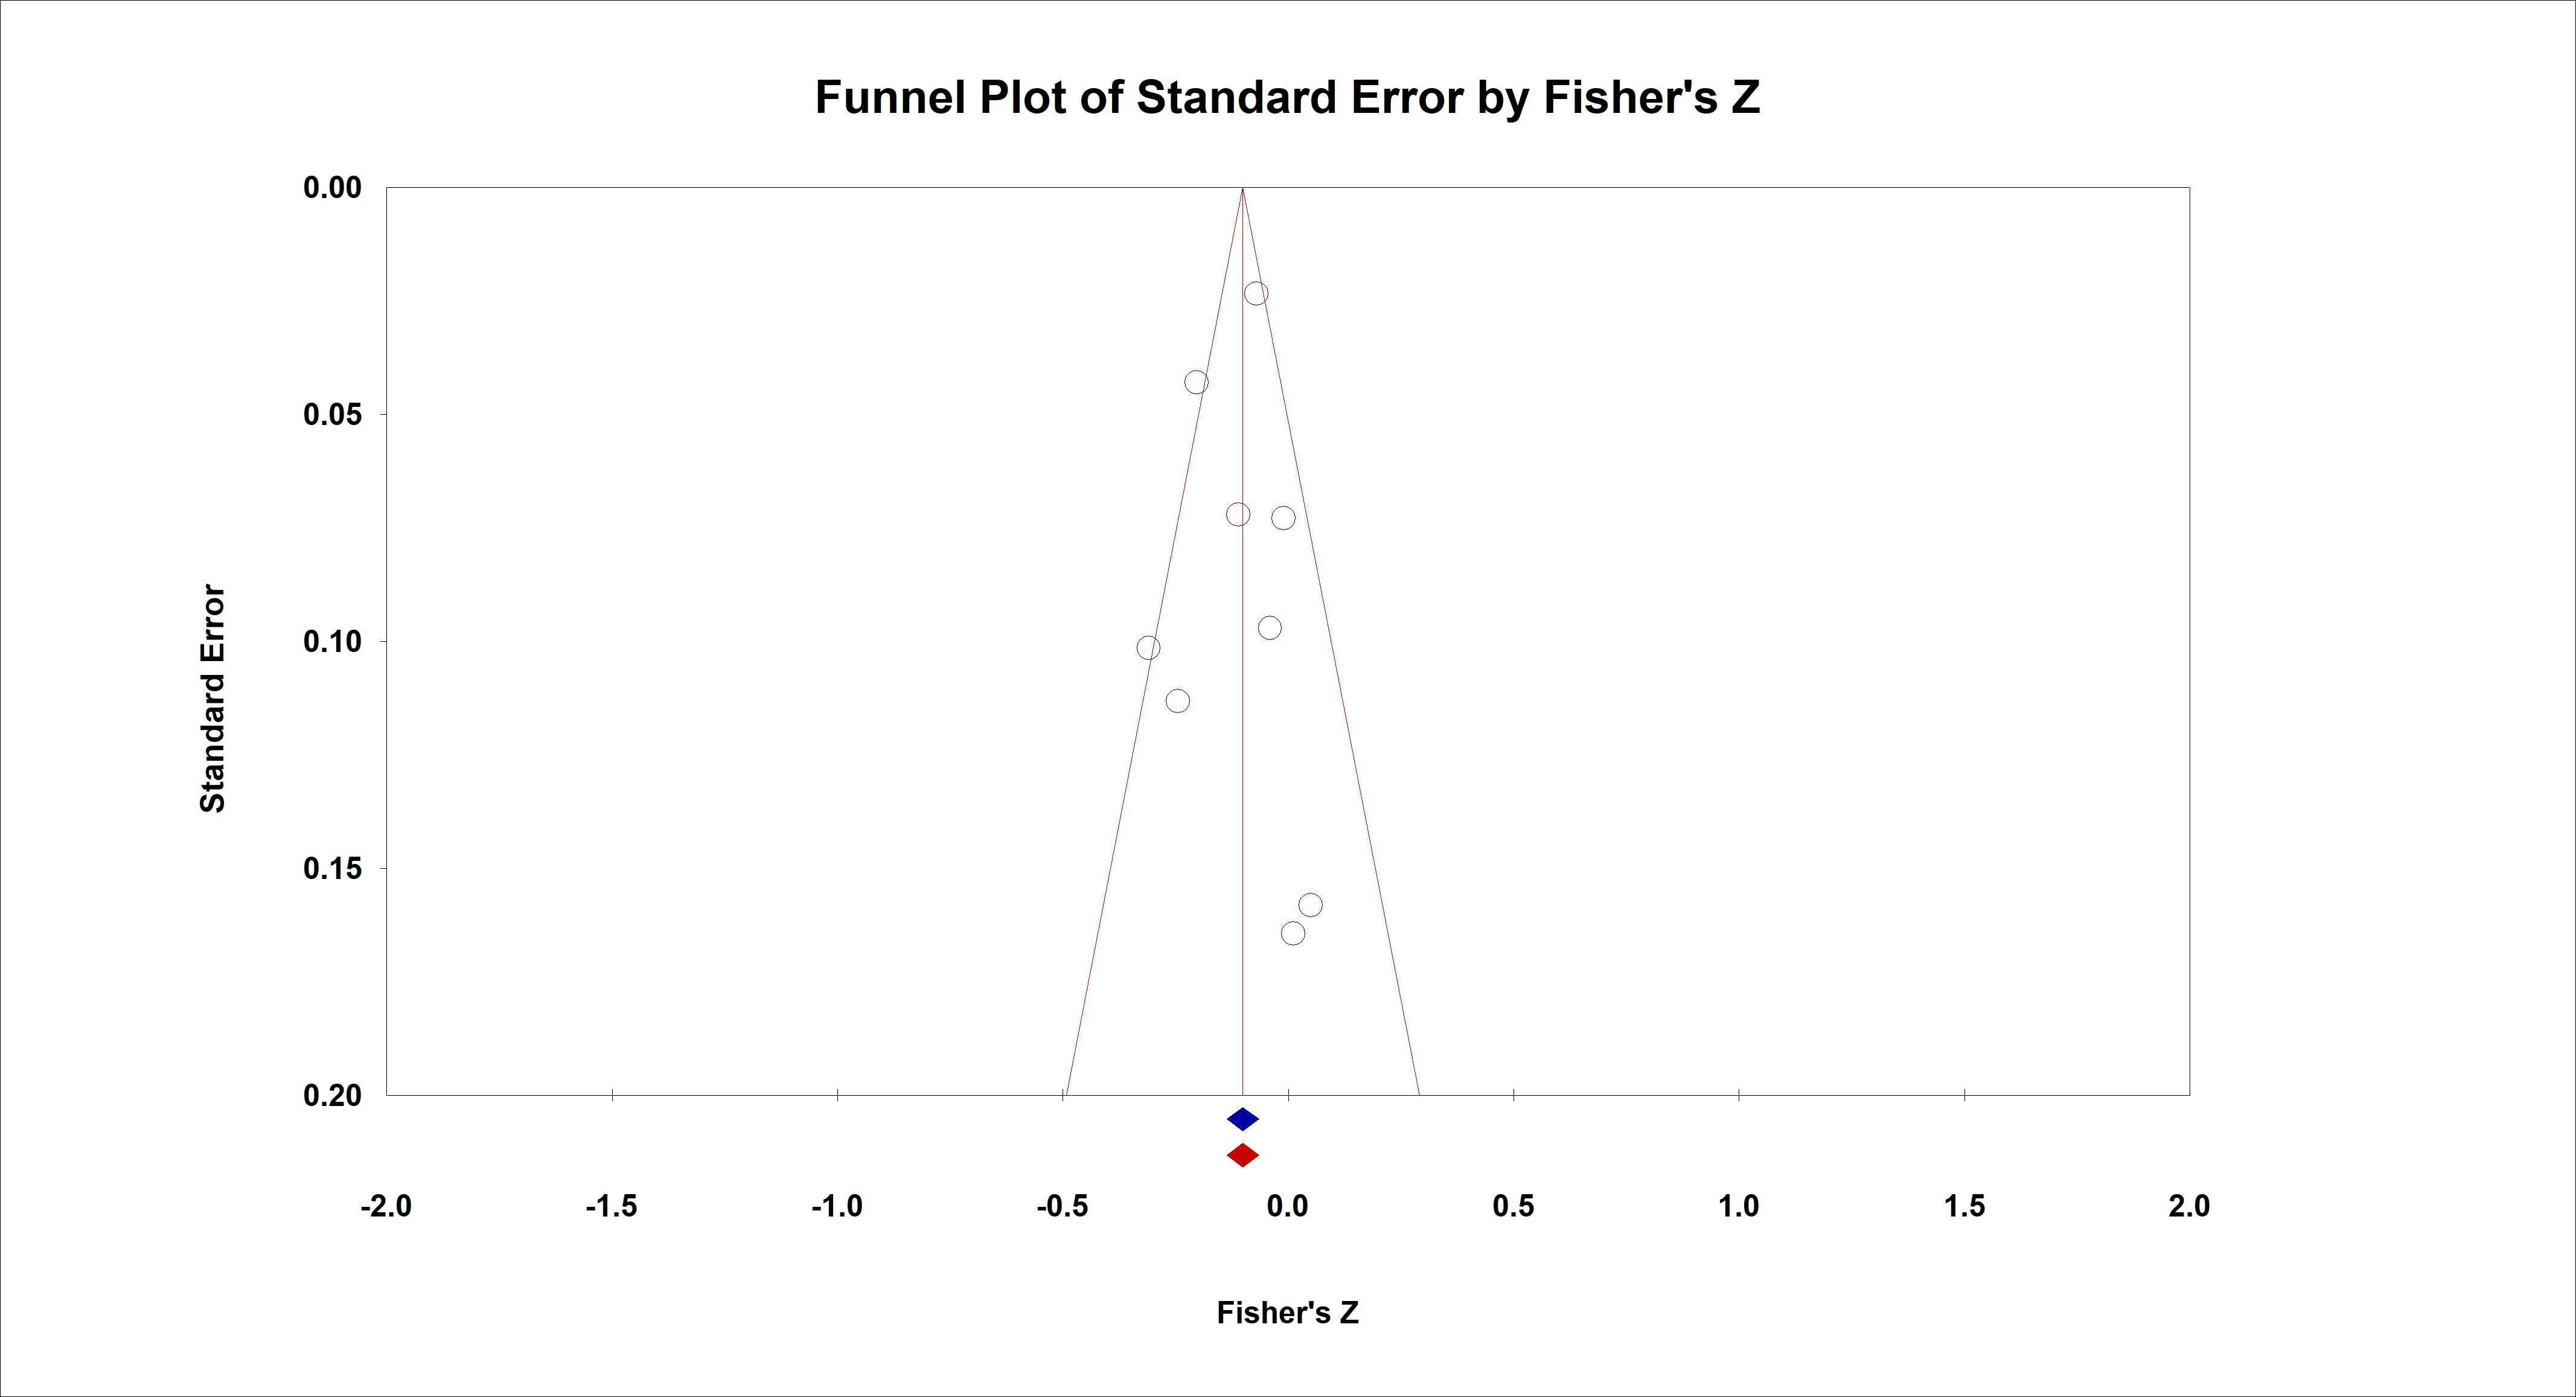 Funnel Plot of Standard Error by Fisher's Z
0.00
0.05
0.10
0.15
0.20
Standard Error
-2.0 -1.5 -1.0 -0.5 0.0 0.5 1.0 1.5 2.0
Fisher's Z